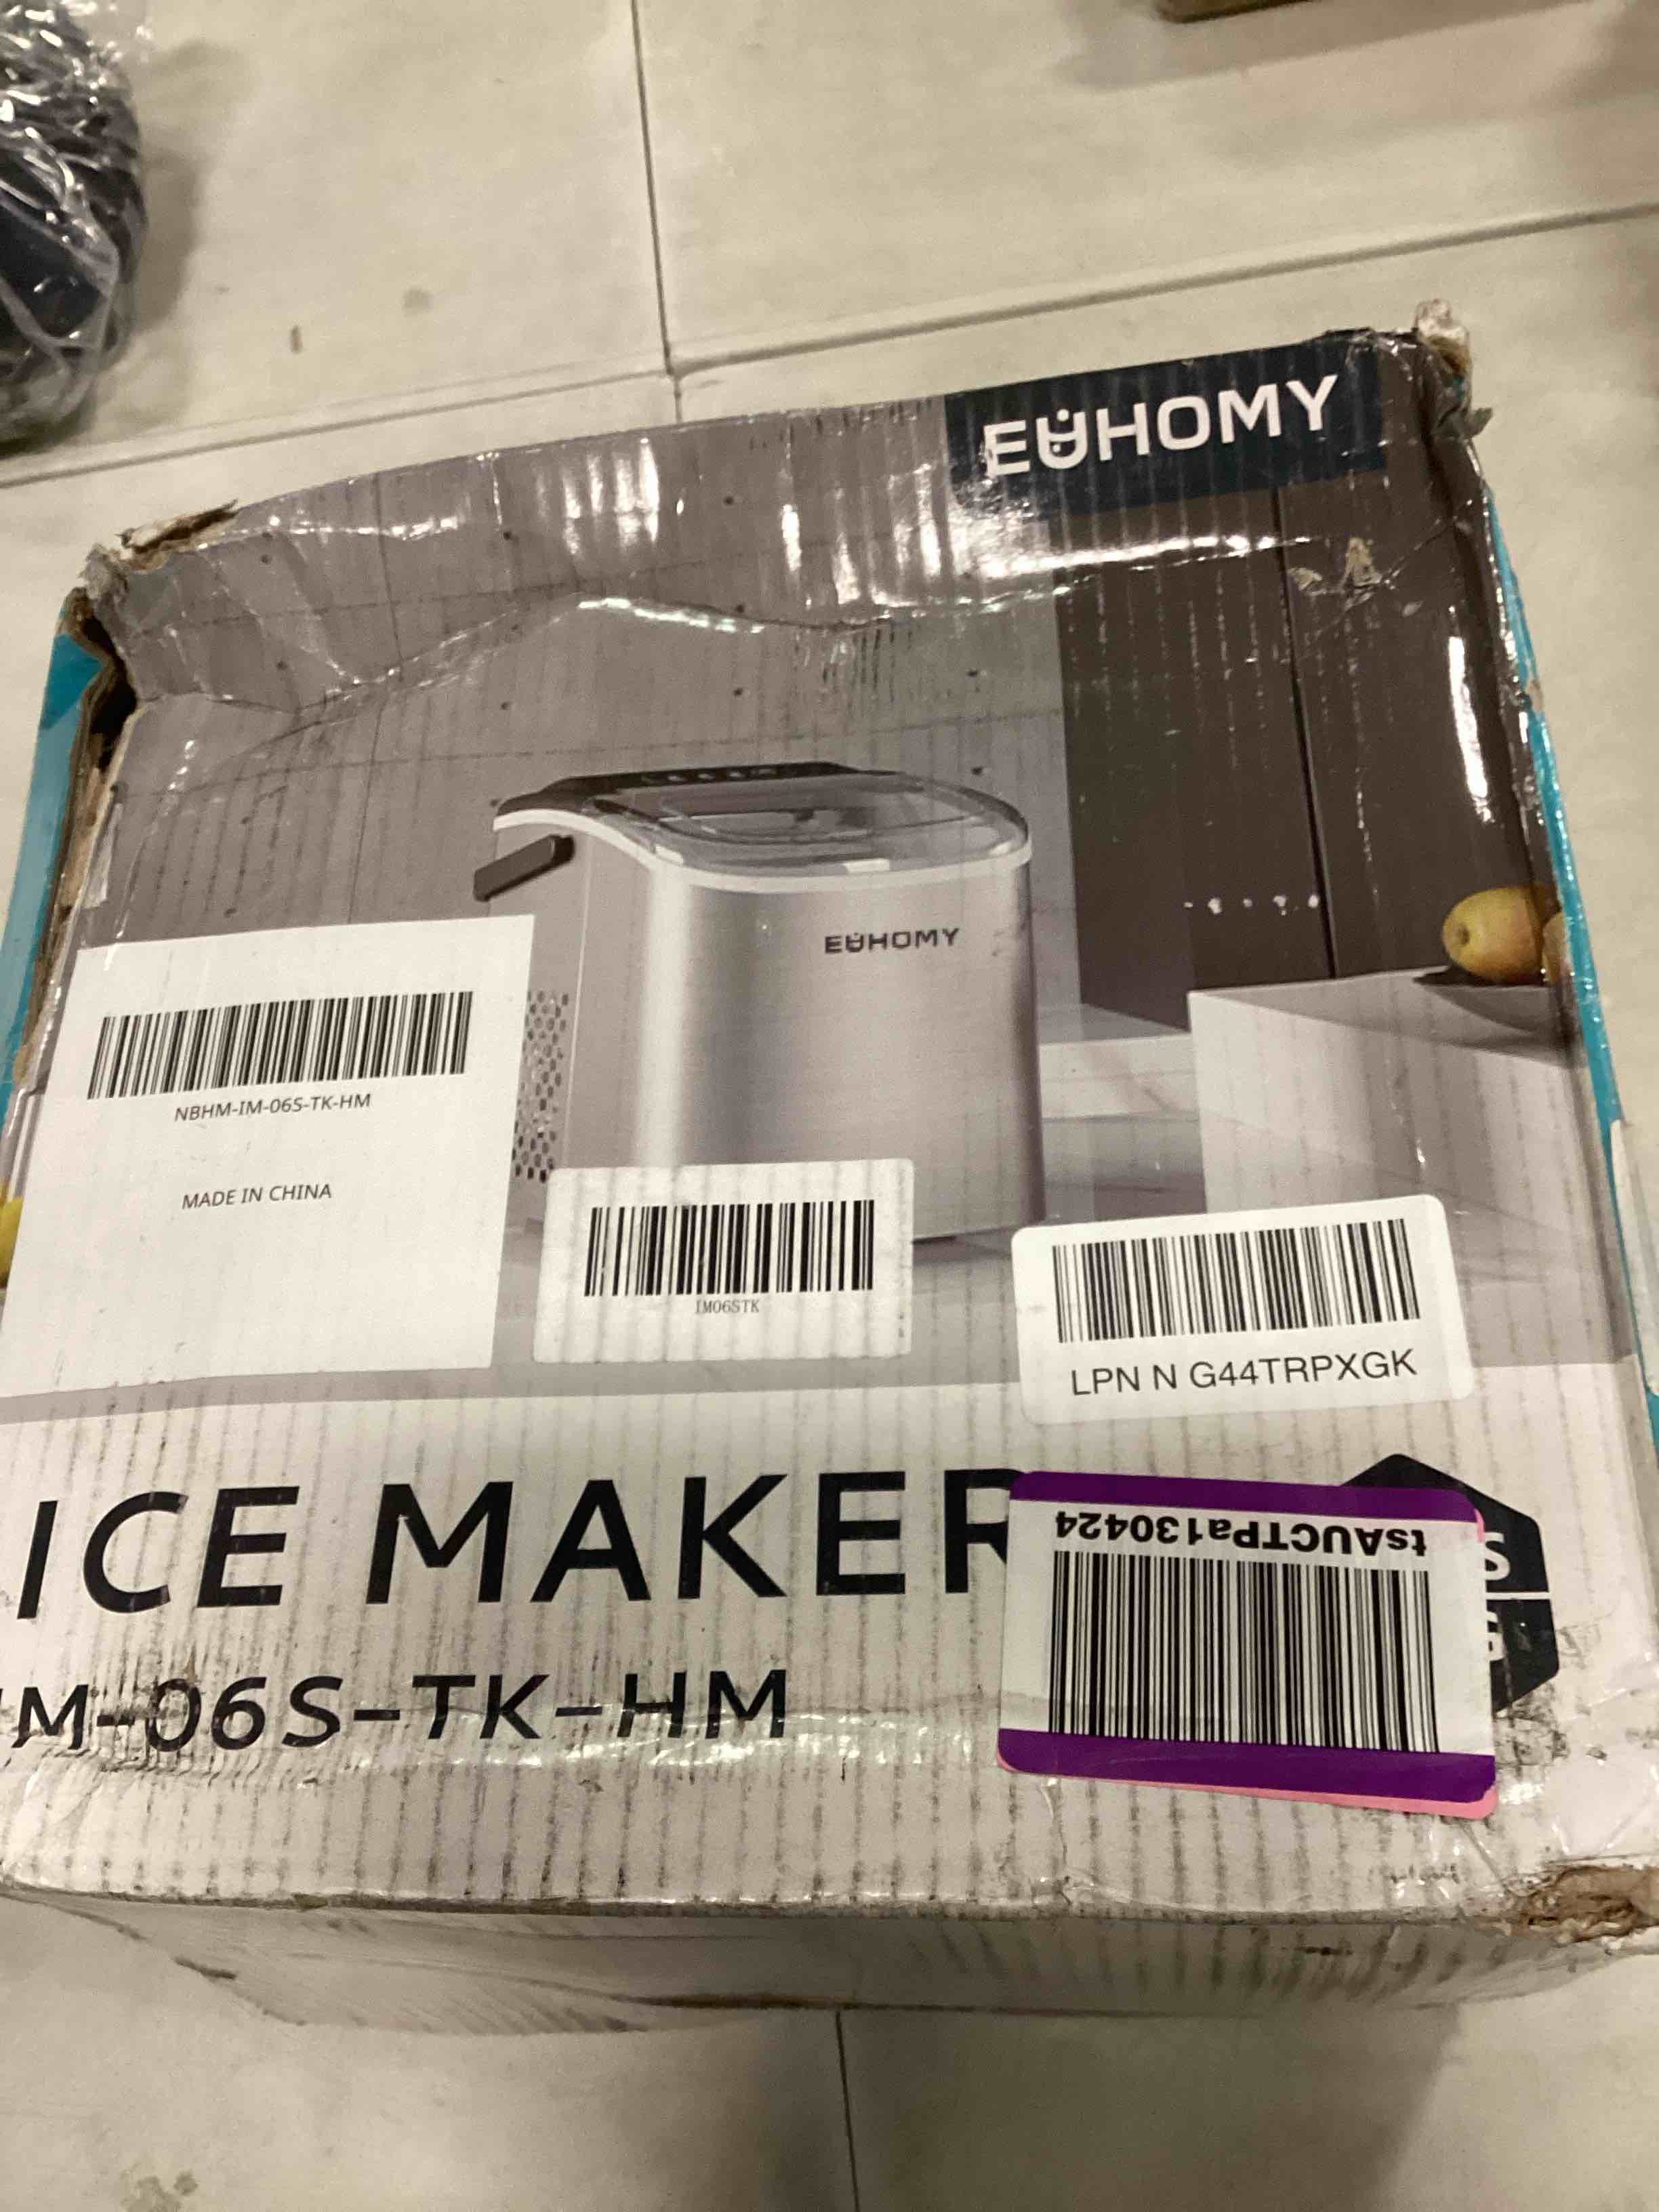 EUHOMY
EUHOMY
NBHM-IM-06S-TK-HM
MADE IN CHINA
IM06STK
LPN N G44TRPXGK
ICE MAKER
tsAUCTPa130424
IM-06S-TK-HM